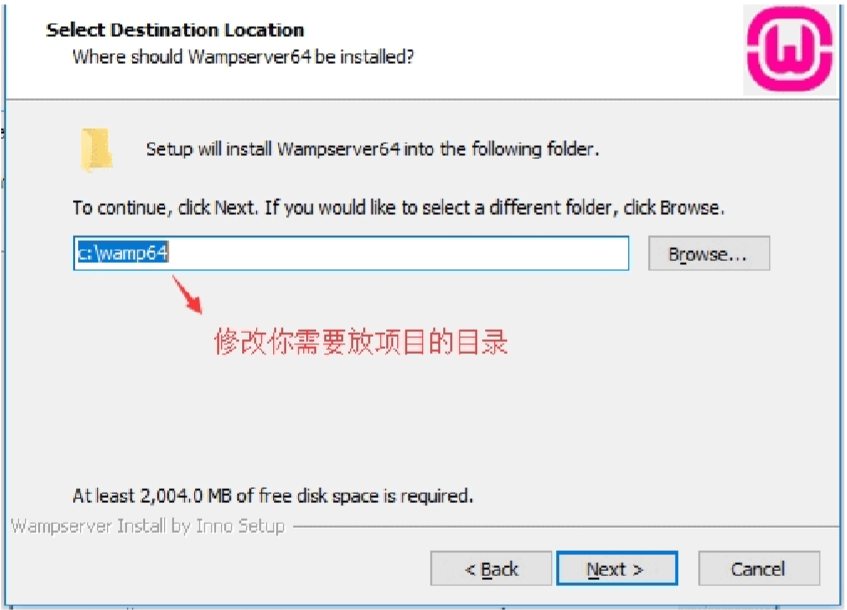 Select Destination Location
Where should Wampserver64 be installed?
Setup will install Wampserver64 into the following folder.
To continue, click Next. If you would like to select a different folder, click Browse.
c:\wamp64
Browse...
修改你需要放项目的目录
At least 2,004.0 MB of free disk space is required.
Wampserver Install by Inno Setup
< Back
Next >
Cancel